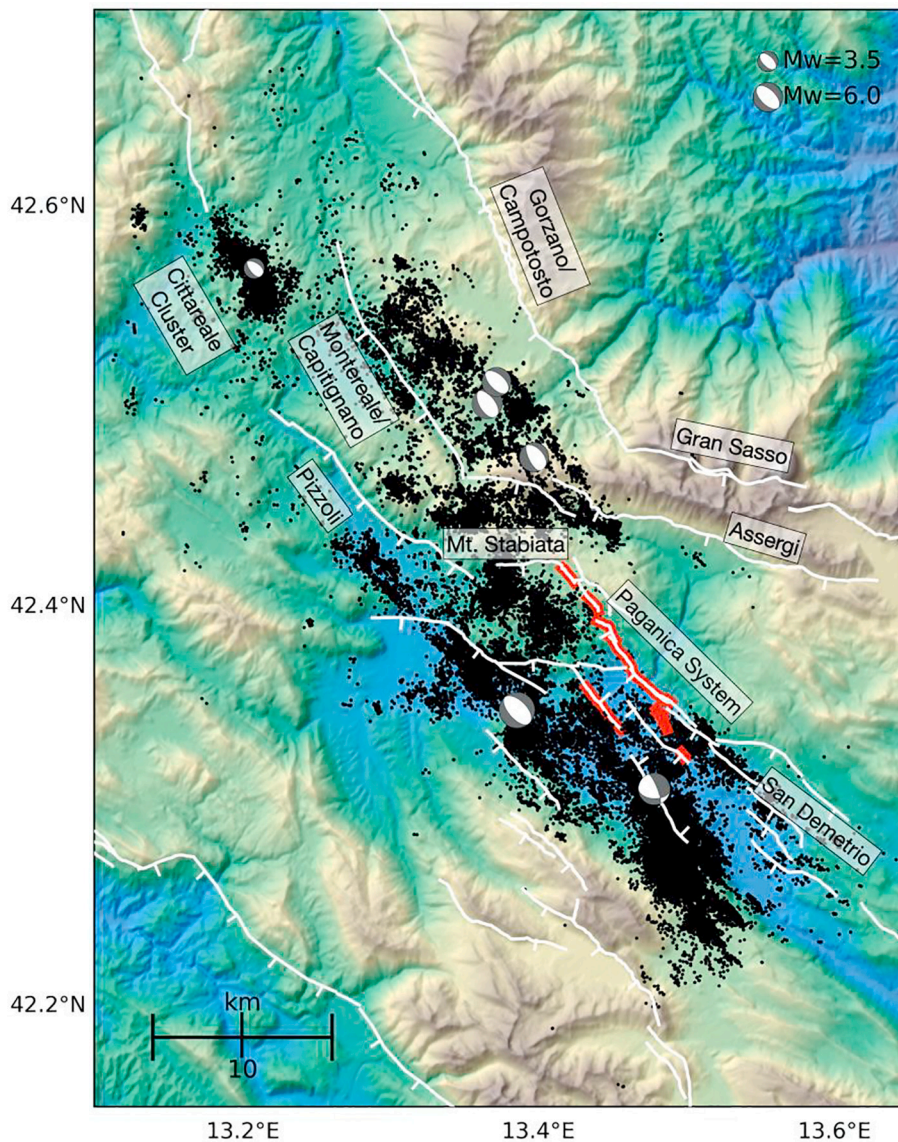 Mw=3.5
Mw=6.0
42.6°N
Gorzano/
Campotosto
Cittareale
Cluster
Montereale/
Capitignano
Gran Sasso
Pizzoli
Assergi
Mt. Stabiata
42.4°N
Paganica System
San Demetrio
42.2°N
km
10
13.2°E
13.4°E
13.6°E